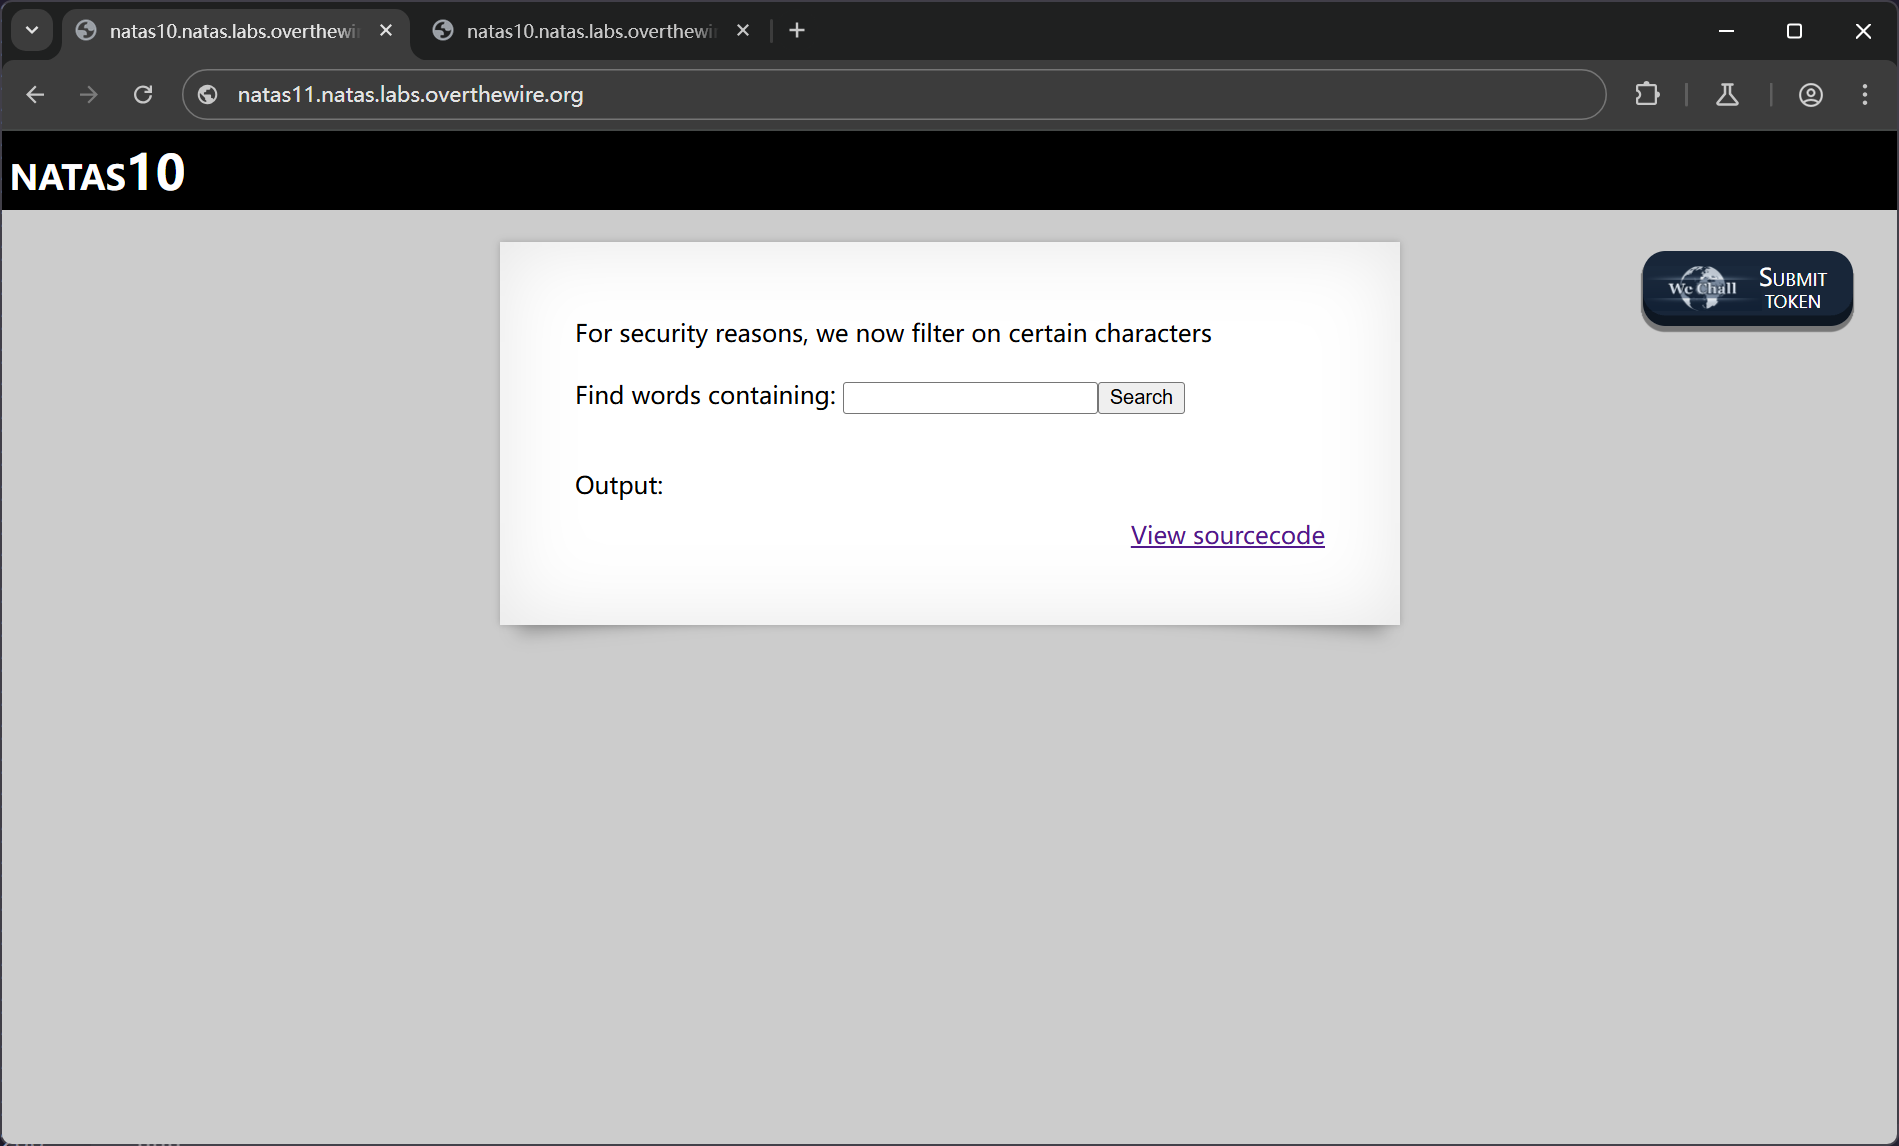 natas10.natas.labs.overthewi
natas10.natas.labs.overthewi
natas11.natas.labs.overthewire.org
NATAS10
We Chall
SUBMIT
TOKEN
For security reasons, we now filter on certain characters
Find words containing:
Search
Output:
View sourcecode